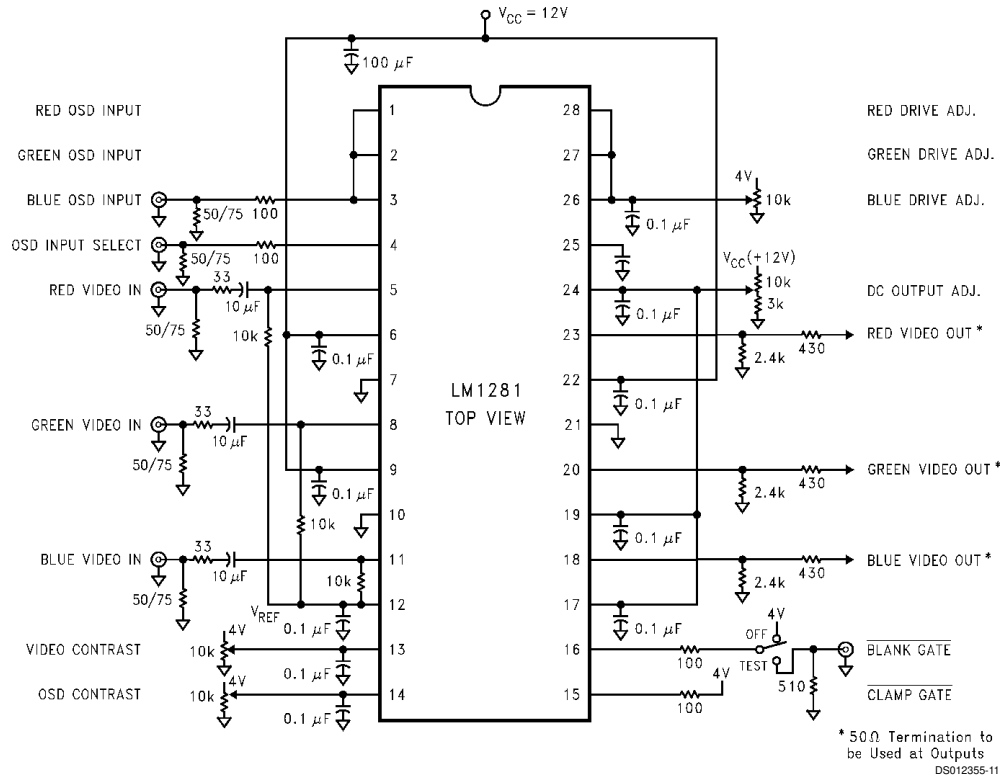 V_CC = 12V
100 μF
RED OSD INPUT
1
28
RED DRIVE ADJ.
GREEN OSD INPUT
2
27
GREEN DRIVE ADJ.
4V
BLUE OSD INPUT
3
26
10k
BLUE DRIVE ADJ.
50/75
100
0.1 μF
OSD INPUT SELECT
4
25
50/75
100
V_CC(+12V)
33
RED VIDEO IN
5
24
10k
DC OUTPUT ADJ.
10 μF
0.1 μF
3k
50/75
10k
6
23
RED VIDEO OUT*
0.1 μF
2.4k
430
7
22
LM1281
0.1 μF
TOP VIEW
33
GREEN VIDEO IN
8
21
10 μF
50/75
9
20
GREEN VIDEO OUT*
0.1 μF
2.4k
430
10
19
10k
0.1 μF
33
BLUE VIDEO IN
11
18
BLUE VIDEO OUT*
10 μF
10k
2.4k
430
50/75
12
17
V_REF
0.1 μF
0.1 μF
4V
4V
OFF
VIDEO CONTRAST
10k
13
16
BLANK GATE
0.1 μF
100
TEST
4V
4V
510
OSD CONTRAST
10k
14
15
CLAMP GATE
0.1 μF
100
*50Ω Termination to
be Used at Outputs
DS012355-11